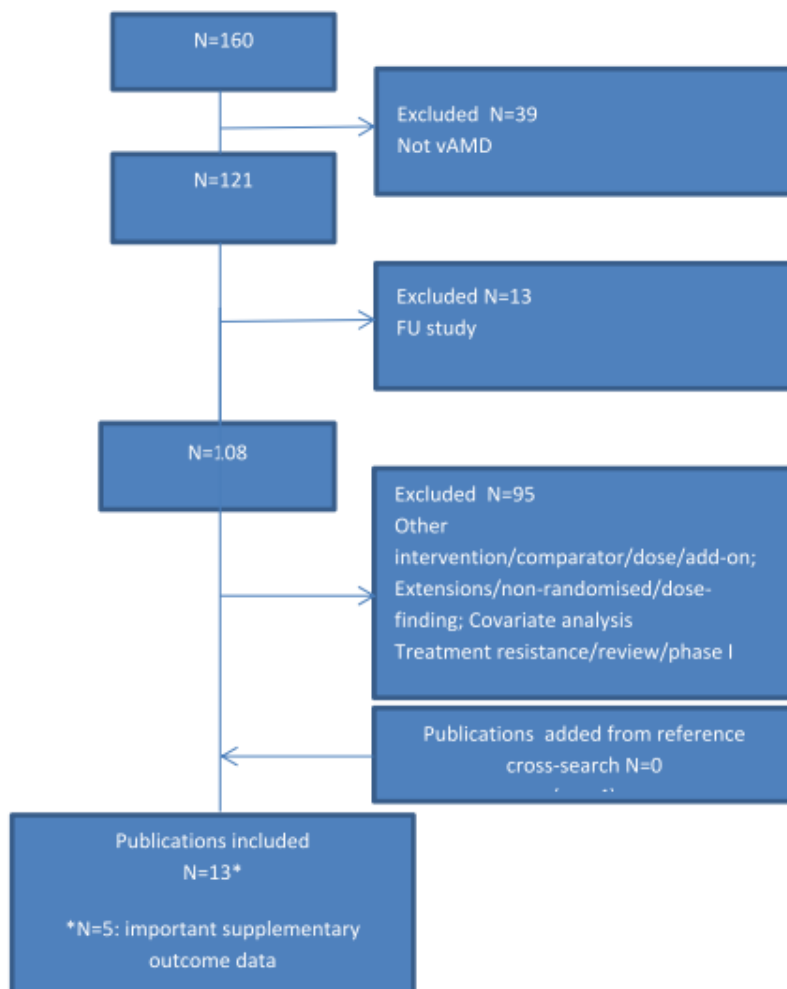 N=160
Excluded N=39
Not vAMD
N=121
Excluded N=13
FU study
N=108
Excluded N=95
Other
intervention/comparator/dose/add-on;
Extensions/non-randomised/dose-
finding; Covariate analysis
Treatment resistance/review/phase I
Publications added from reference
cross-search N=0
Publications included
N=13*
*N=5: important supplementary
outcome data